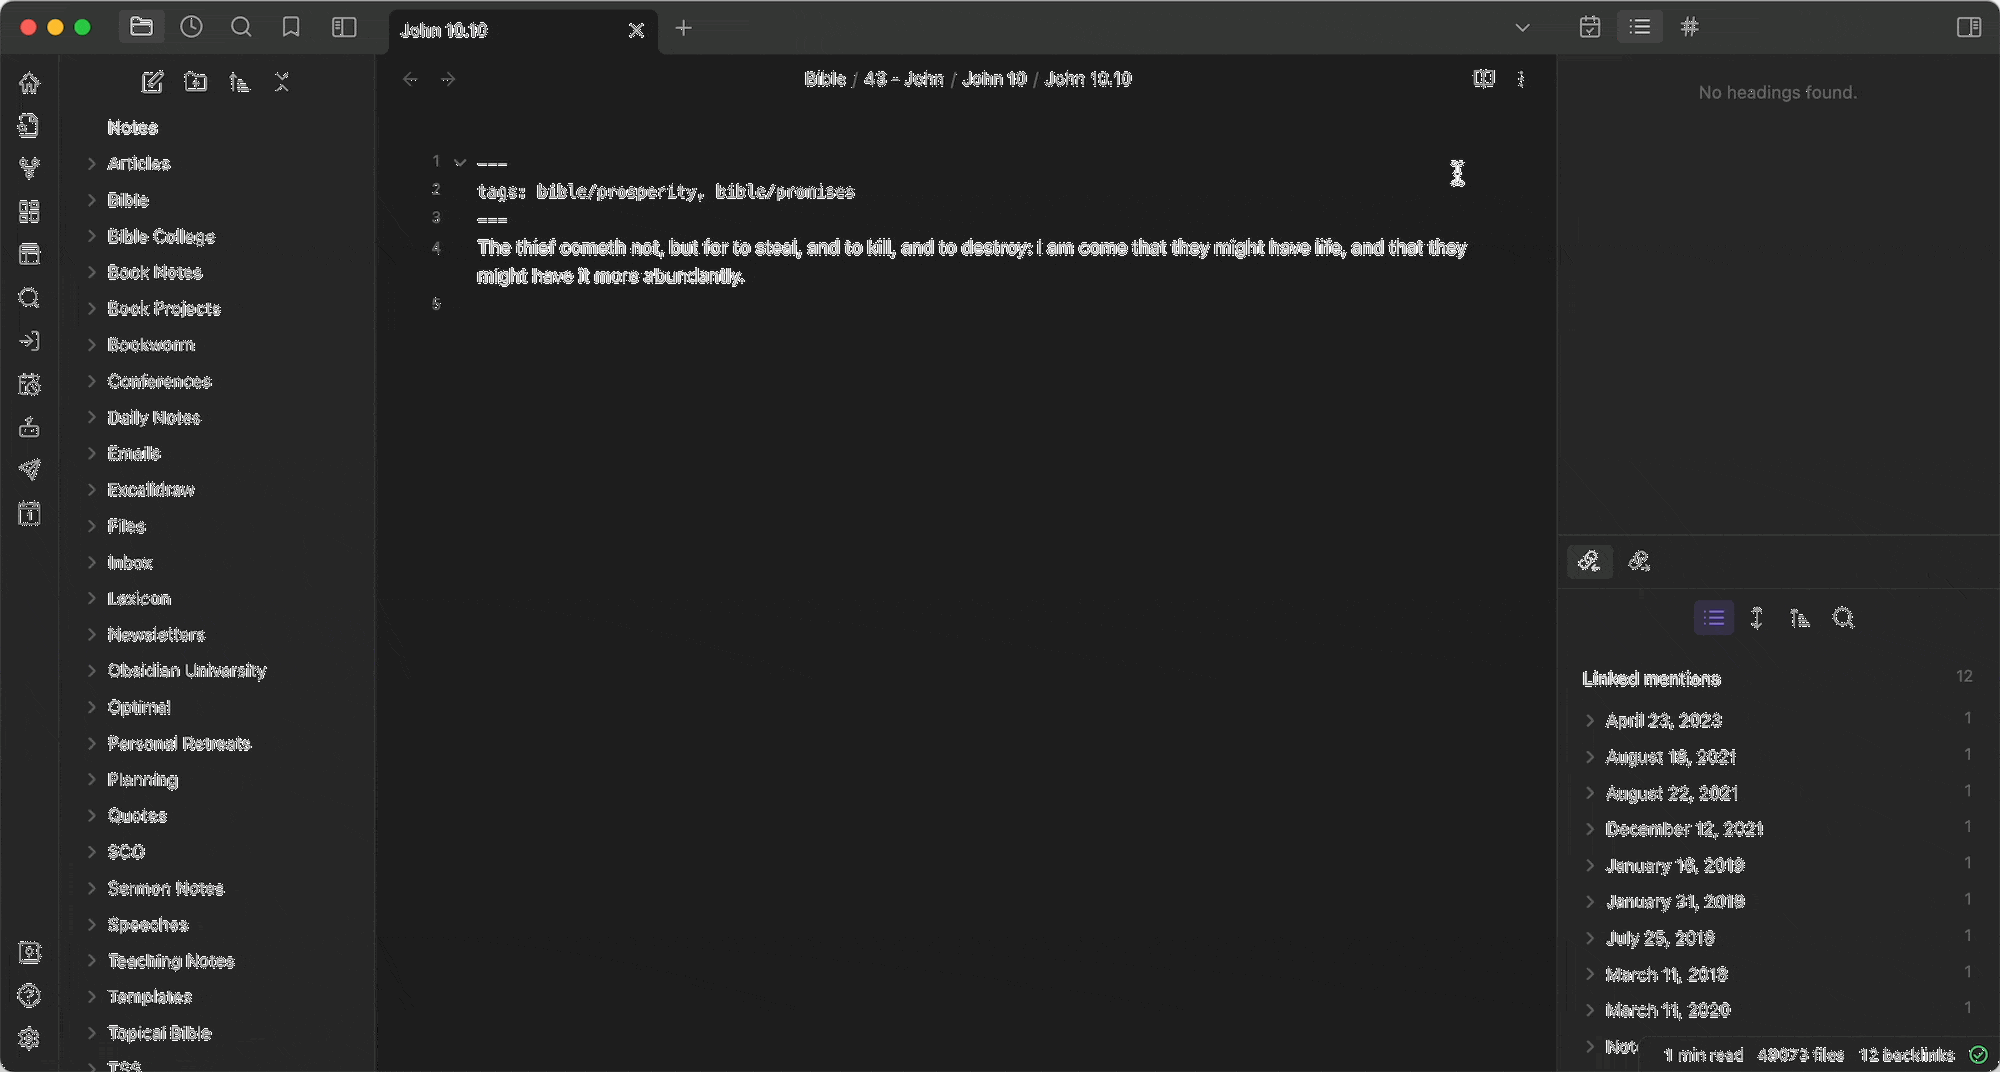 John 10.10
Bible / 43 - John / John 10 / John 10.10
No headings found.
Notes
Articles
Bible
Bible College
Book Notes
Book Projects
Bookworm
Conferences
Daily Notes
Emails
Excalidraw
Files
Inbox
Lexicon
Newsletters
Obsidian University
Optimal
Personal Retreats
Planning
Quotes
SCO
Sermon Notes
Speeches
Teaching Notes
Templates
Topical Bible
TSS
1 ---
2 tags: bible/prosperity, bible/promises
3 ---
4 The thief cometh not, but for to steal, and to kill, and to destroy: I am come that they might have life, and that they
might have it more abundantly.
5
Linked mentions 12
April 23, 2023 1
August 18, 2021 1
August 22, 2021 1
December 12, 2021 1
January 16, 2019 1
January 31, 2019 1
July 25, 2018 1
March 11, 2018 1
March 11, 2020 1
1 min read 12 backlinks